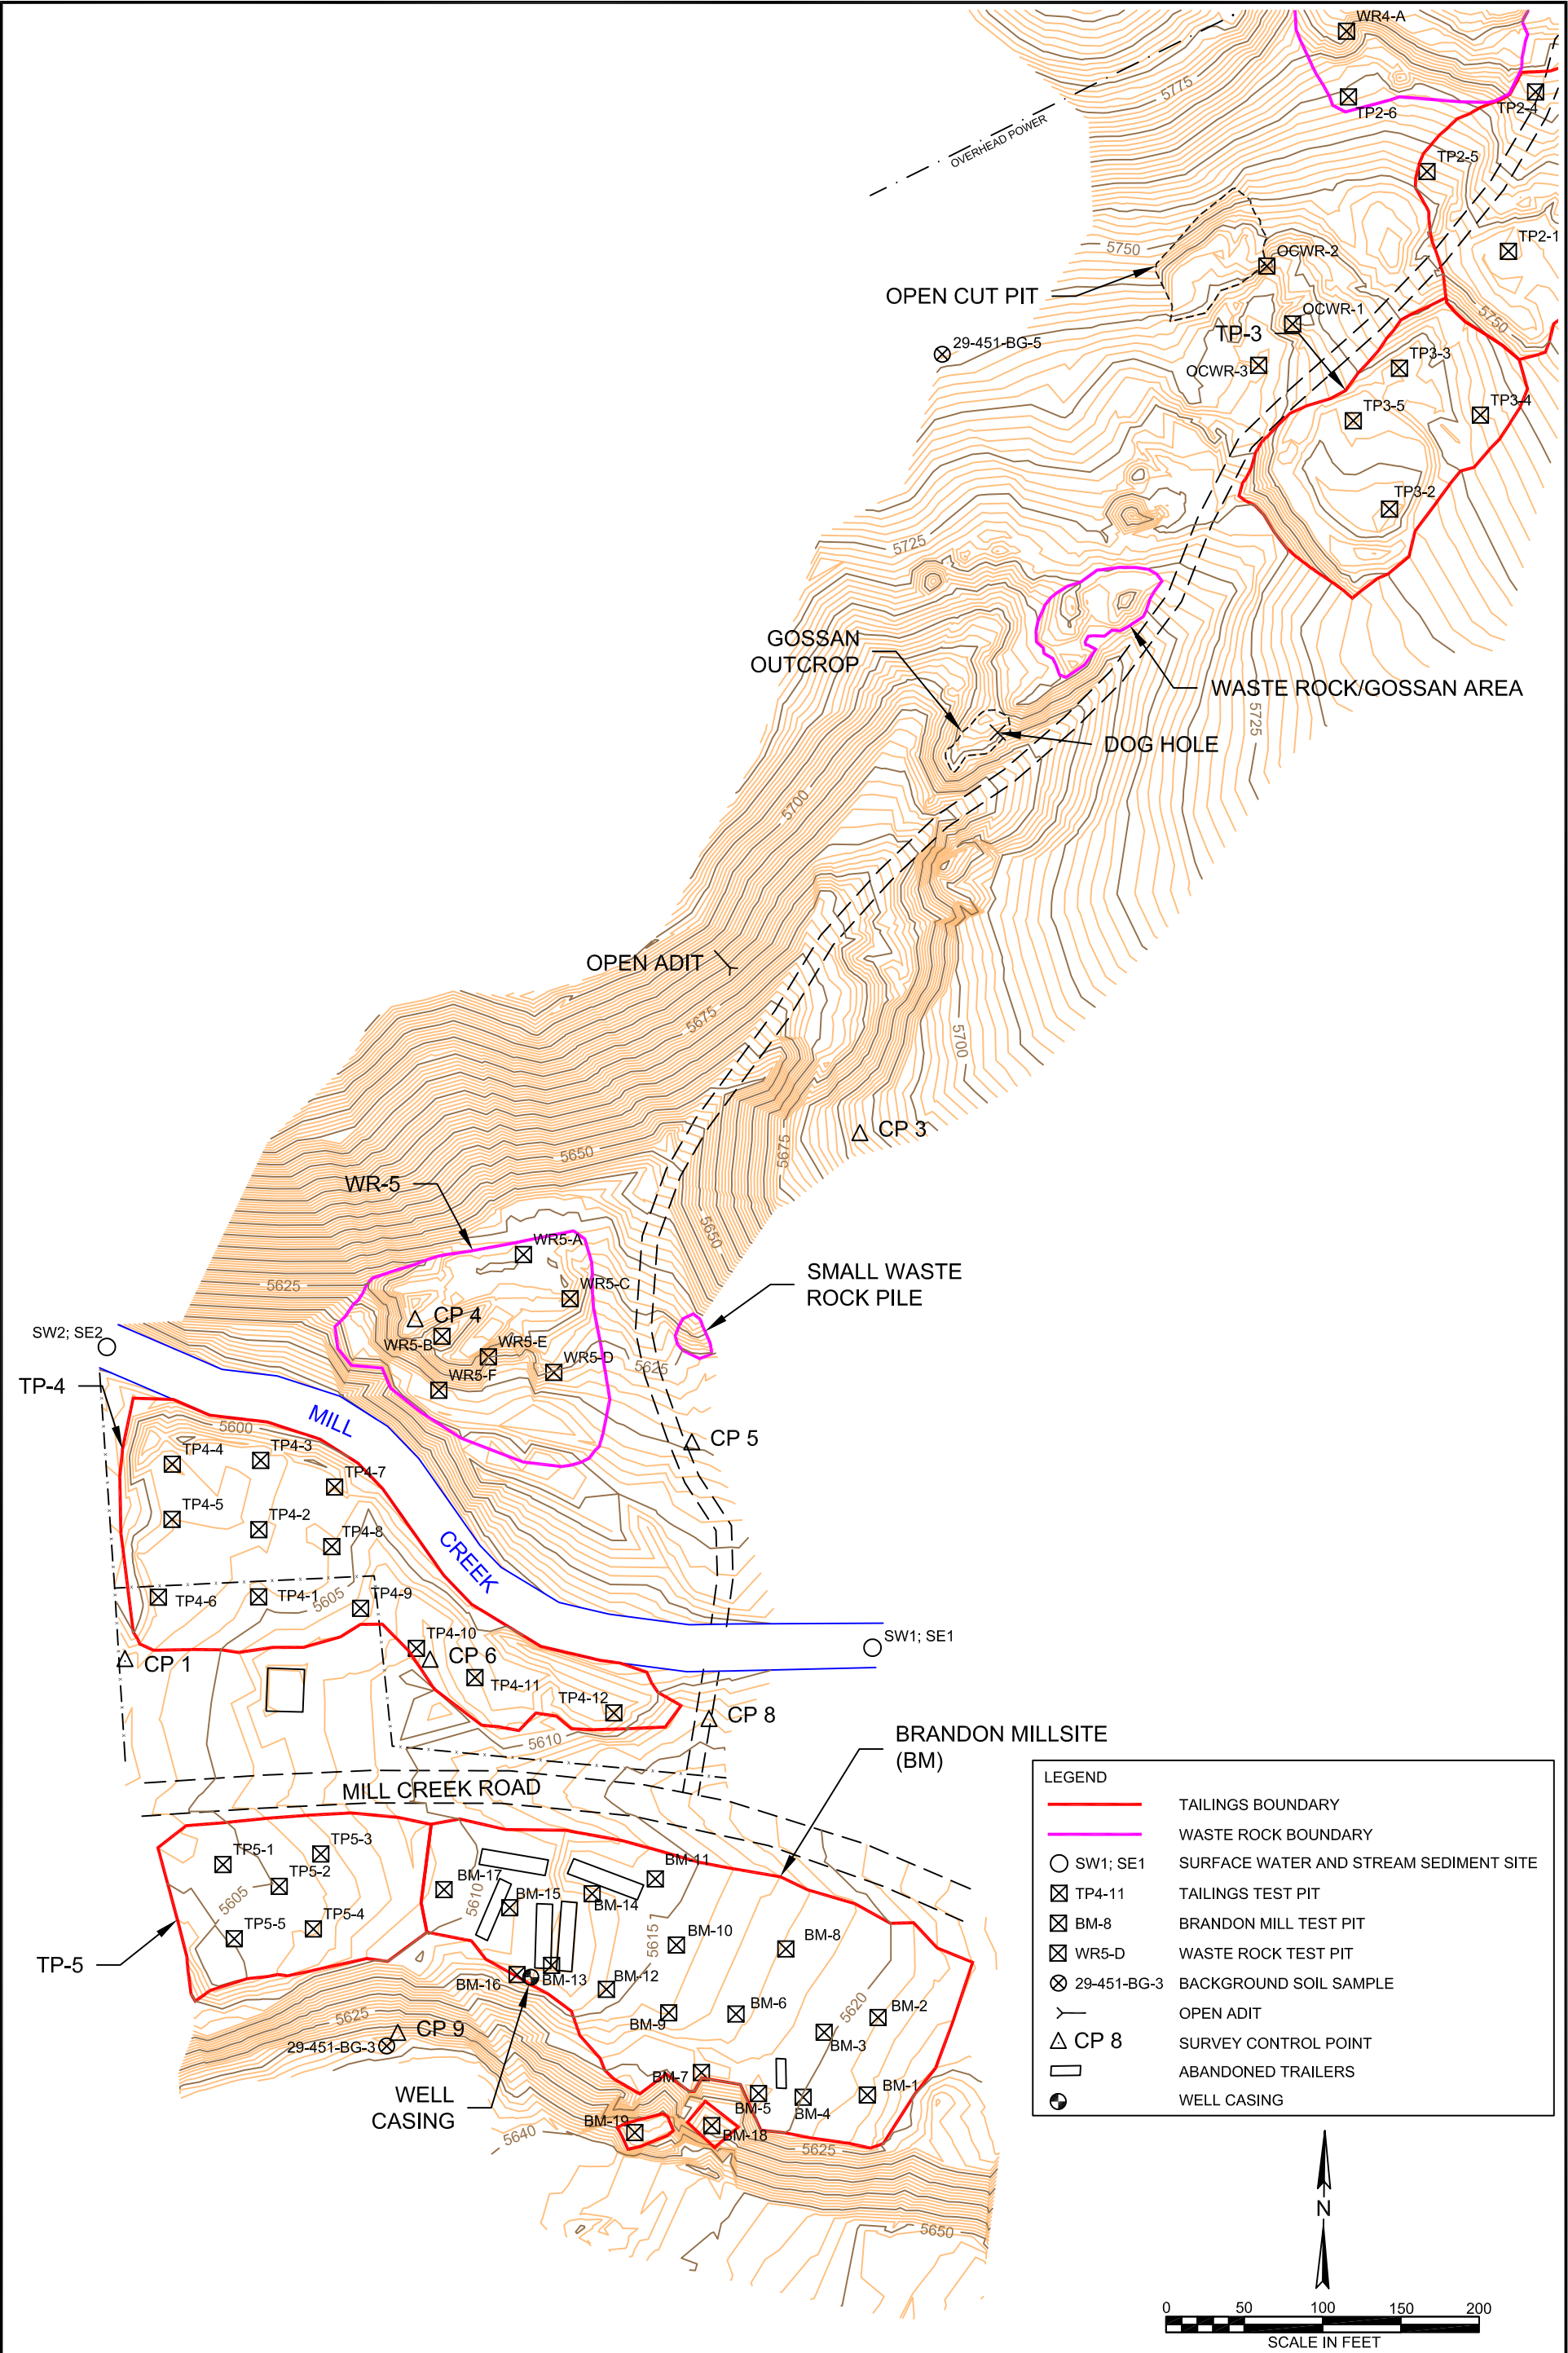 WR4-A
5775
TP2-6
TP2-4
OVERHEAD POWER
TP2-5
TP2-1
5750
OCWR-2
OPEN CUT PIT
OCWR-1
5750
TP-3
29-451-BG-5
TP3-3
OCWR-3
TP3-4
TP3-5
TP3-2
5725
GOSSAN
OUTCROP
WASTE ROCK/GOSSAN AREA
5725
DOG HOLE
5700
OPEN ADIT
5675
5700
CP 3
5675
5650
WR-5
5650
WR5-A
SMALL WASTE
ROCK PILE
5625
WR5-C
CP 4
SW2; SE2
WR5-B
WR5-E
WR5-D
5625
WR5-F
TP-4
MILL
5600
CP 5
TP4-4
TP4-3
TP4-7
TP4-5
TP4-2
TP4-8
CREEK
TP4-6
TP4-1
5605
TP4-9
SW1; SE1
TP4-10
CP 1
CP 6
TP4-11
TP4-12
CP 8
5610
BRANDON MILLSITE
(BM)
MILL CREEK ROAD
TP5-1
TP5-3
TP5-2
5605
TP5-5
TP5-4
TP-5
BM-17
5610
BM-15
BM-14
BM-11
BM-10
5615
BM-8
BM-16
BM-13
BM-12
BM-9
BM-6
5620
BM-2
BM-3
5625
CP 9
29-451-BG-3
BM-7
BM-5
BM-4
BM-1
WELL
CASING
BM-19
BM-18
5640
5625
5650
LEGEND
TAILINGS BOUNDARY
WASTE ROCK BOUNDARY
SW1; SE1 SURFACE WATER AND STREAM SEDIMENT SITE
TP4-11 TAILINGS TEST PIT
BM-8 BRANDON MILL TEST PIT
WR5-D WASTE ROCK TEST PIT
29-451-BG-3 BACKGROUND SOIL SAMPLE
OPEN ADIT
CP 8 SURVEY CONTROL POINT
ABANDONED TRAILERS
WELL CASING
N
0 50 100 150 200
SCALE IN FEET